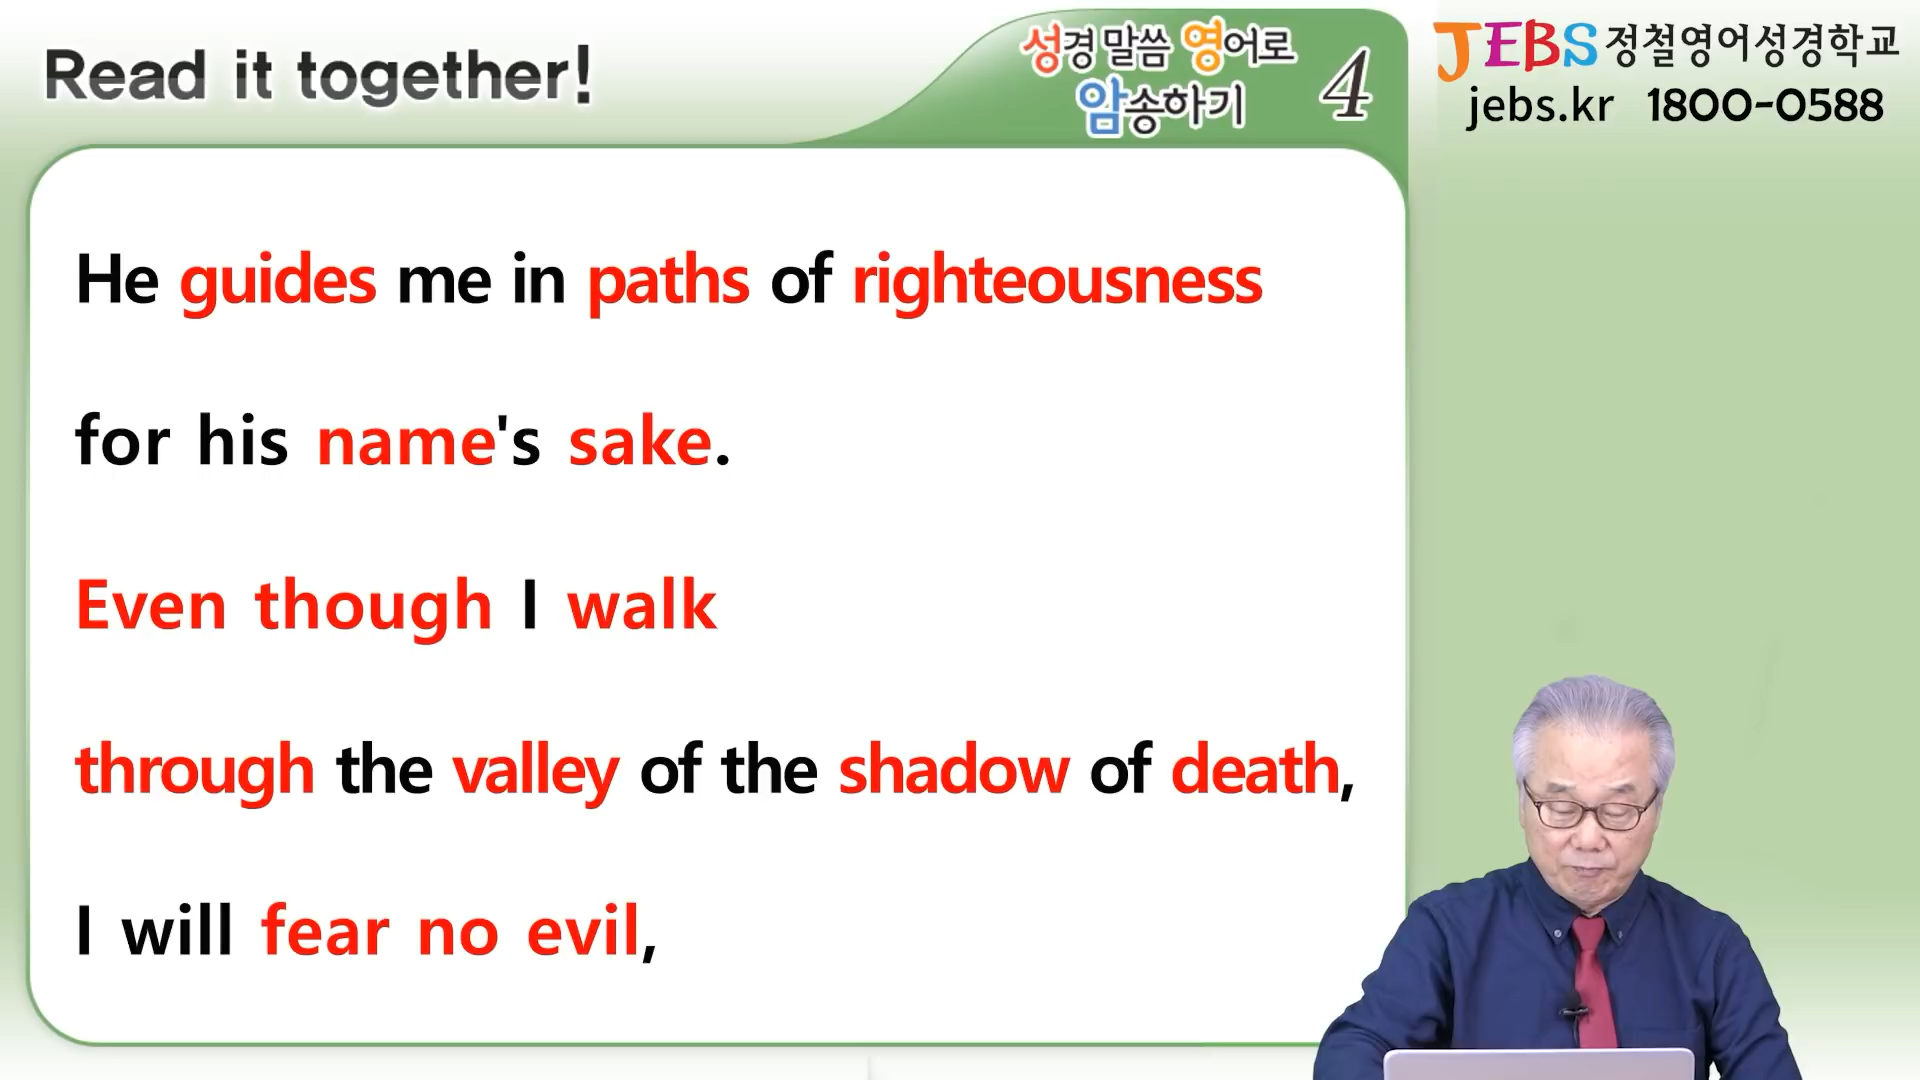 Read it together!
성경 말씀 영어로
암송하기
4
JEBS 정철영어성경학교
jebs.kr 1800-0588
He guides me in paths of righteousness
for his name's sake.
Even though I walk
through the valley of the shadow of death,
I will fear no evil,